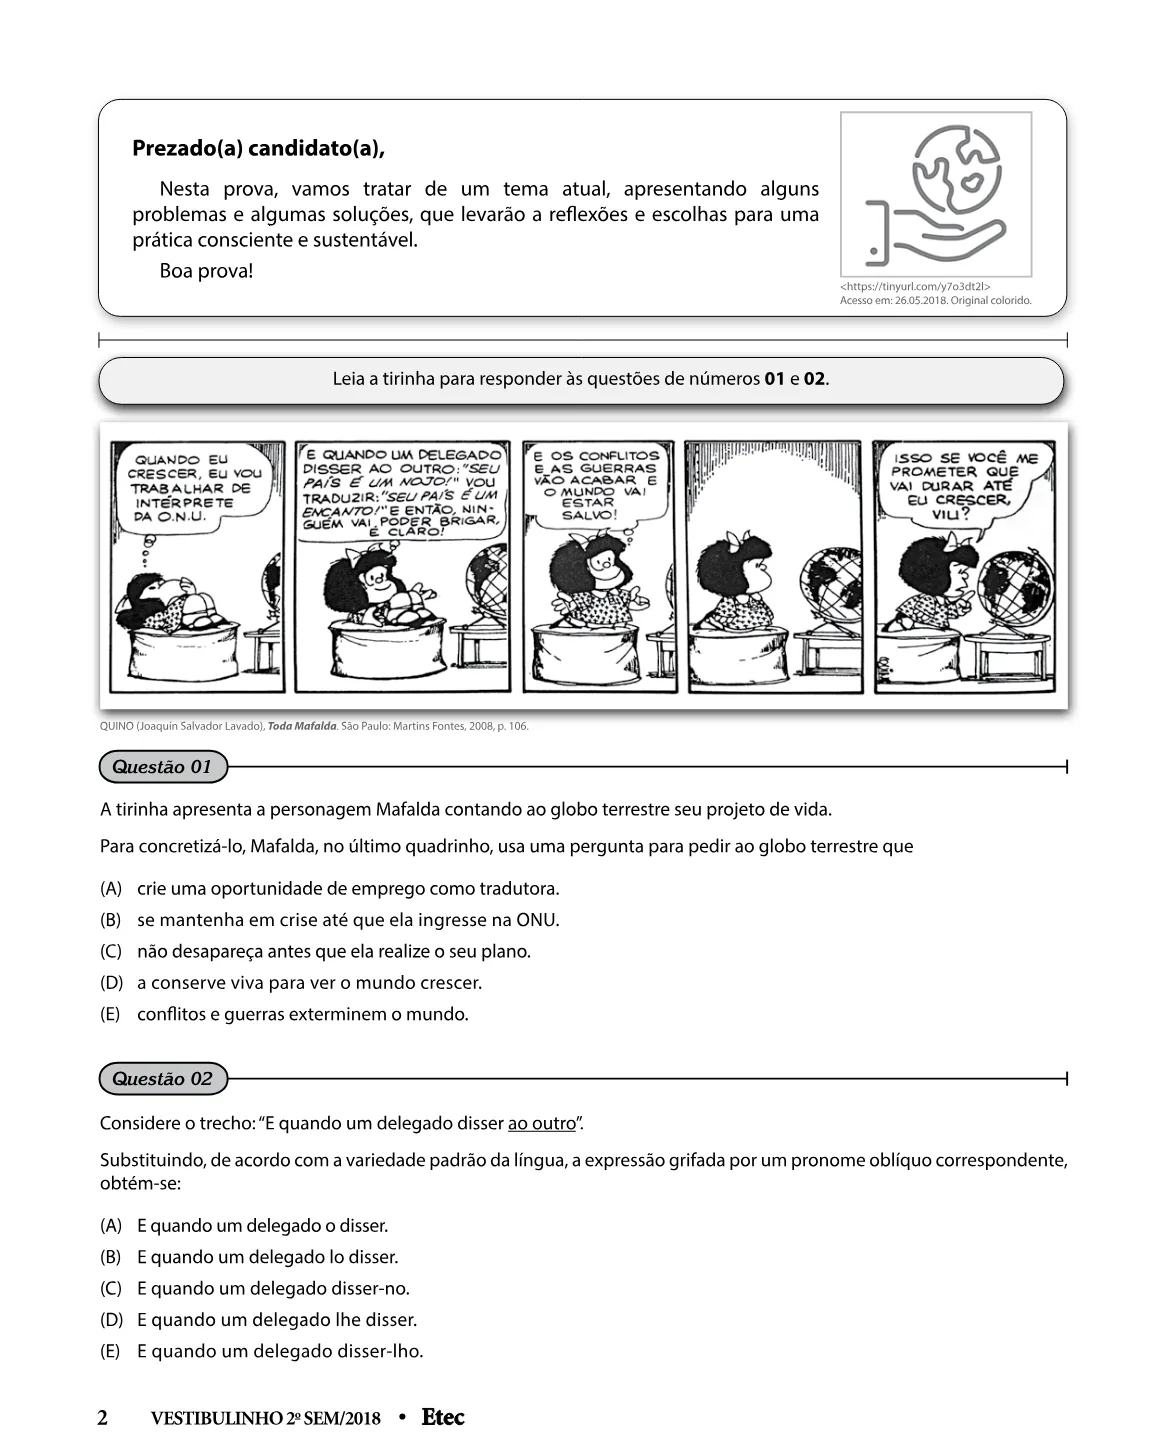 Prezado(a) candidato(a),
Nesta prova, vamos tratar de um tema atual, apresentando alguns
problemas e algumas soluções, que levarão a reflexões e escolhas para uma
prática consciente e sustentável.
Boa prova!
<https://tinyurl.com/y7o3dt2l>
Acesso em: 26.05.2018. Original colorido.
Leia a tirinha para responder às questões de números 01 e 02.
QUANDO EU
CRESCER, EU VOU
TRABALHAR DE
INTÉRPRETE
DA O.N.U.
E QUANDO UM DELEGADO
DISSER AO OUTRO: "SEU
PAÍS É UM NOJO!" VOU
TRADUZIR: "SEU PAÍS É UM
ENCANTO!" E ENTÃO, NIN-
GUÉM VAI PODER BRIGAR,
É CLARO!
E OS CONFLITOS
E AS GUERRAS
VÃO ACABAR E
O MUNDO VAI
ESTAR
SALVO!
ISSO SE VOCÊ ME
PROMETER QUE
VAI DURAR ATÉ
EU CRESCER,
VIU?
QUINO (Joaquín Salvador Lavado), Toda Mafalda. São Paulo: Martins Fontes, 2008, p. 106.
Questão 01
A tirinha apresenta a personagem Mafalda contando ao globo terrestre seu projeto de vida.
Para concretizá-lo, Mafalda, no último quadrinho, usa uma pergunta para pedir ao globo terrestre que
(A) crie uma oportunidade de emprego como tradutora.
(B) se mantenha em crise até que ela ingresse na ONU.
(C) não desapareça antes que ela realize o seu plano.
(D) a conserve viva para ver o mundo crescer.
(E) conflitos e guerras exterminem o mundo.
Questão 02
Considere o trecho: “E quando um delegado disser ao outro”.
Substituindo, de acordo com a variedade padrão da língua, a expressão grifada por um pronome oblíquo correspondente,
obtém-se:
(A) E quando um delegado o disser.
(B) E quando um delegado lo disser.
(C) E quando um delegado disser-no.
(D) E quando um delegado lhe disser.
(E) E quando um delegado disser-lho.
2 VESTIBULINHO 2º SEM/2018 • Etec